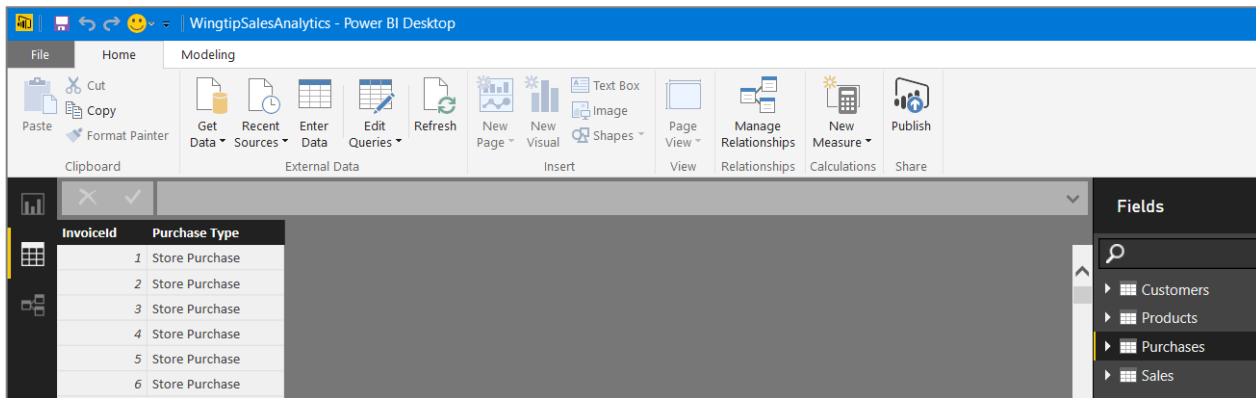 WingtipSalesAnalytics - Power BI Desktop
File Home Modeling
Paste
Cut
Copy
Format Painter
Clipboard
Get Data
Recent Sources
Enter Data
Edit Queries
Refresh
External Data
New Page
New Visual
Text Box
Image
Shapes
Insert
Page View
View
Manage Relationships
Relationships
New Measure
Calculations
Publish
Share
InvoiceId Purchase Type
1 Store Purchase
2 Store Purchase
3 Store Purchase
4 Store Purchase
5 Store Purchase
6 Store Purchase
Fields
Customers
Products
Purchases
Sales